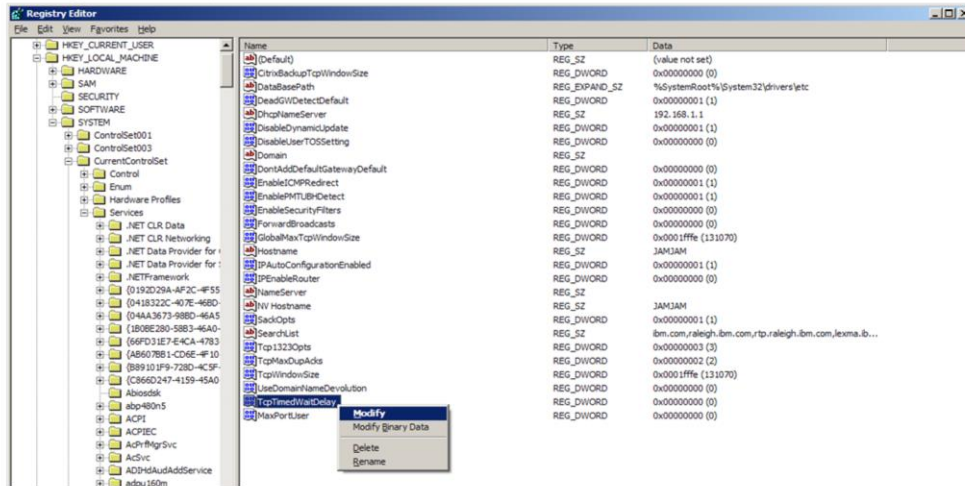 Registry Editor
File Edit View Favorites Help
HKEY_CURRENT_USER
HKEY_LOCAL_MACHINE
HARDWARE
SAM
SECURITY
SOFTWARE
SYSTEM
ControlSet001
ControlSet003
CurrentControlSet
Control
Enum
Hardware Profiles
Services
.NET CLR Data
.NET CLR Networking
.NET Data Provider for
.NET Data Provider for
.NETFramework
{0192D29A-AF2C-4F55
{0418322C-407E-46BD-
{04AA3673-98BD-46A5
{1B0BE280-58B3-46A0-
{66FD31E7-E4CA-4783
{AB607BB1-CD6E-4F10
{B89101F9-728D-4C5F-
{C866D247-4159-45A0
Abiosdsk
abp480n5
ACPI
ACPIEC
AcPrfMgrSvc
AcSvc
ADIHdAudAddService
adpu160m
Name Type Data
(Default) REG_SZ (value not set)
CitrixBackupTcpWindowSize REG_DWORD 0x00000000 (0)
DataBasePath REG_EXPAND_SZ %SystemRoot%\System32\drivers\etc
DeadGWDetectDefault REG_DWORD 0x00000001 (1)
DhcpNameServer REG_SZ 192.168.1.1
DisableDynamicUpdate REG_DWORD 0x00000001 (1)
DisableUserTOSSetting REG_DWORD 0x00000000 (0)
Domain REG_SZ
DontAddDefaultGatewayDefault REG_DWORD 0x00000000 (0)
EnableICMPRedirect REG_DWORD 0x00000001 (1)
EnablePMTUBHDetect REG_DWORD 0x00000001 (1)
EnableSecurityFilters REG_DWORD 0x00000000 (0)
ForwardBroadcasts REG_DWORD 0x00000000 (0)
GlobalMaxTcpWindowSize REG_DWORD 0x0001fffe (131070)
Hostname REG_SZ JAMJAM
IPAutoConfigurationEnabled REG_DWORD 0x00000001 (1)
IPEnableRouter REG_DWORD 0x00000000 (0)
NameServer REG_SZ
NV Hostname REG_SZ JAMJAM
SackOpts REG_DWORD 0x00000001 (1)
SearchList REG_SZ ibm.com,raleigh.ibm.com,rtp.raleigh.ibm.com,lexma.ib...
Tcp1323Opts REG_DWORD 0x00000003 (3)
TcpMaxDupAcks REG_DWORD 0x00000002 (2)
TcpWindowSize REG_DWORD 0x0001fffe (131070)
UseDomainNameDevolution REG_DWORD 0x00000000 (0)
TcpTimedWaitDelay REG_DWORD 0x00000000 (0)
MaxPortUser REG_DWORD 0x00000000 (0)
Modify
Modify Binary Data
Delete
Rename